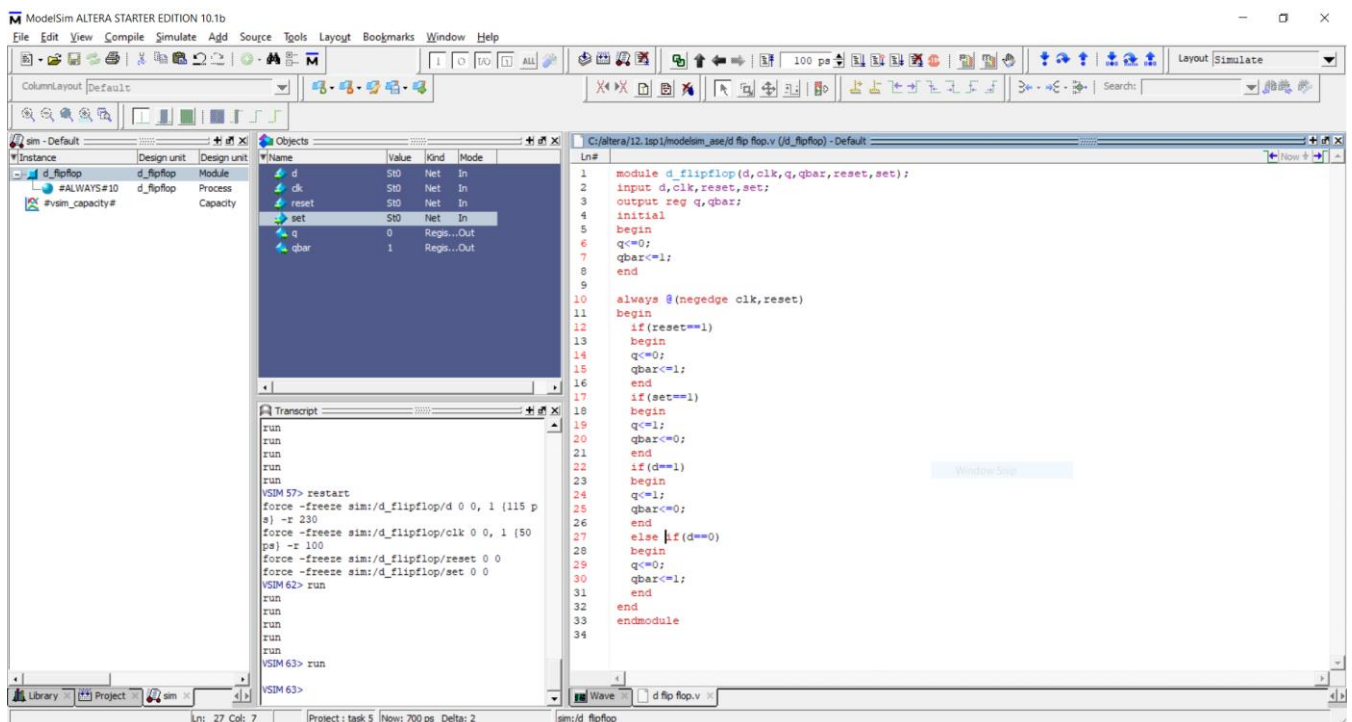 ModelSim ALTERA STARTER EDITION 10.1b
File Edit View Compile Simulate Add Source Tools Layout Bookmarks Window Help
100 ps
Layout Simulate
ColumnLayout Default
Search:
sim - Default
Instance Design unit Design unit
d_flipflop d_flipflop Module
#ALWAYS#10 d_flipflop Process
#vsim_capacity# Capacity
Objects
Name Value Kind Mode
d St0 Net In
clk St0 Net In
reset St0 Net In
set St0 Net In
q 0 Regis...Out
qbar 1 Regis...Out
Transcript
run
run
run
run
run
VSIM 57> restart
force -freeze sim:/d_flipflop/d 0 0, 1 {115 p
s} -r 230
force -freeze sim:/d_flipflop/clk 0 0, 1 {50
ps} -r 100
force -freeze sim:/d_flipflop/reset 0 0
force -freeze sim:/d_flipflop/set 0 0
VSIM 62> run
run
run
run
run
run
VSIM 63> run
VSIM 63>
C:/altera/12.1sp1/modelsim_ase/d flip flop.v (/d_flipflop) - Default
Ln#
Now
1 module d_flipflop(d,clk,q,qbar,reset,set);
2 input d,clk,reset,set;
3 output reg q,qbar;
4 initial
5 begin
6 q<=0;
7 qbar<=1;
8 end
9
10 always @(negedge clk,reset)
11 begin
12 if(reset==1)
13 begin
14 q<=0;
15 qbar<=1;
16 end
17 if(set==1)
18 begin
19 q<=1;
20 qbar<=0;
21 end
22 if(d==1)
23 begin
24 q<=1;
25 qbar<=0;
26 end
27 else if(d==0)
28 begin
29 q<=0;
30 qbar<=1;
31 end
32 end
33 endmodule
34
Window Snip
Library Project sim
Wave d flip flop.v
Ln: 27 Col: 7 Project : task 5 Now: 700 ps Delta: 2 sim:/d_flipflop